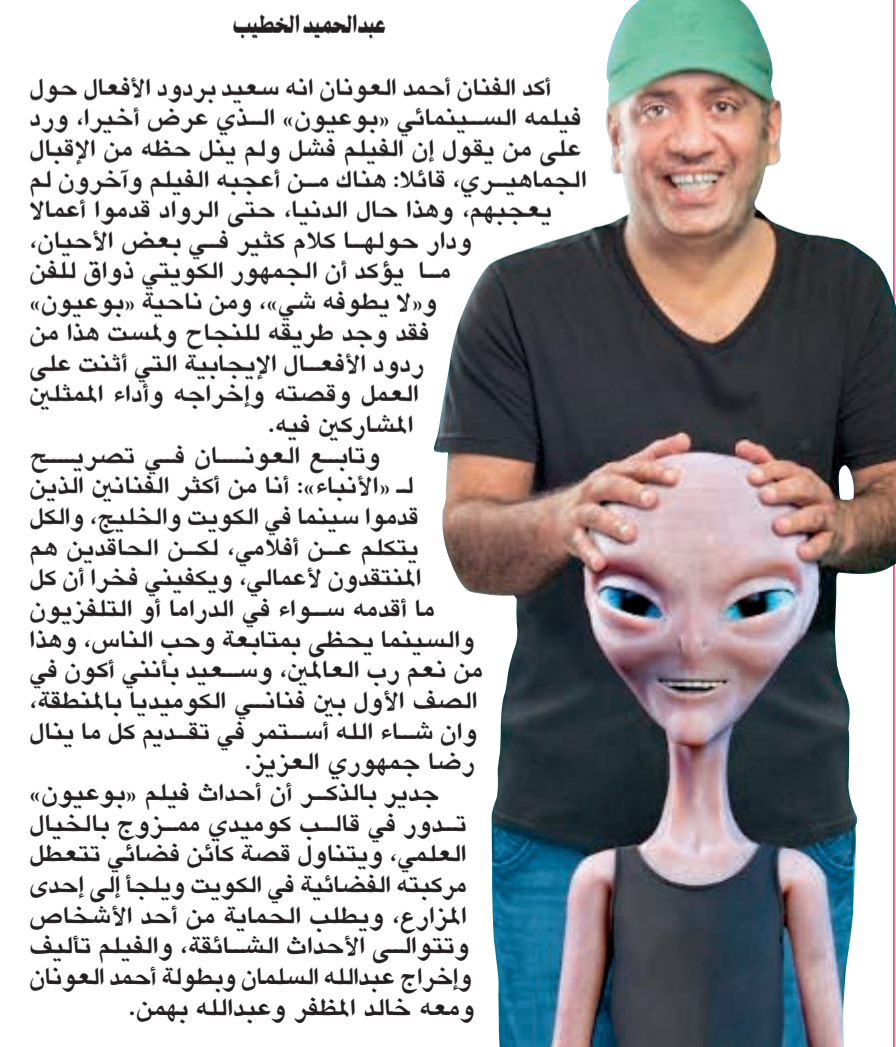 عبدالحميد الخطيب
أكد الفنان أحمد العونان انه سعيد بردود الأفعال حول
فيلمه السينمائي «بوعيون» الذي عرض أخيرا، ورد
على من يقول إن الفيلم فشل ولم ينل حظه من الإقبال
الجماهيري، قائلا: هناك من أعجبه الفيلم وآخرون لم
يعجبهم، وهذا حال الدنيا، حتى الرواد قدموا أعمالا
ودار حولها كلام كثير في بعض الأحيان،
ما يؤكد أن الجمهور الكويتي ذواق للفن
و«لا يطوفه شي»، ومن ناحية «بوعيون»
فقد وجد طريقه للنجاح ولمست هذا من
ردود الأفعال الإيجابية التي أثنت على
العمل وقصته وإخراجه وأداء الممثلين
المشاركين فيه.
وتابع العونان في تصريح
لـ «الأنباء»: أنا من أكثر الفنانين الذين
قدموا سينما في الكويت والخليج، والكل
يتكلم عن أفلامي، لكن الحاقدين هم
المنتقدون لأعمالي، ويكفيني فخرا أن كل
ما أقدمه سواء في الدراما أو التلفزيون
والسينما يحظى بمتابعة وحب الناس، وهذا
من نعم رب العالمين، وسعيد بأنني أكون في
الصف الأول بين فناني الكوميديا بالمنطقة،
وان شاء الله أستمر في تقديم كل ما ينال
رضا جمهوري العزيز.
جدير بالذكر أن أحداث فيلم «بوعيون»
تدور في قالب كوميدي ممزوج بالخيال
العلمي، ويتناول قصة كائن فضائي تتعطل
مركبته الفضائية في الكويت ويلجأ إلى إحدى
المزارع، ويطلب الحماية من أحد الأشخاص
وتتوالى الأحداث الشائقة، والفيلم تأليف
وإخراج عبدالله السلمان وبطولة أحمد العونان
ومعه خالد المظفر وعبدالله بهمن.